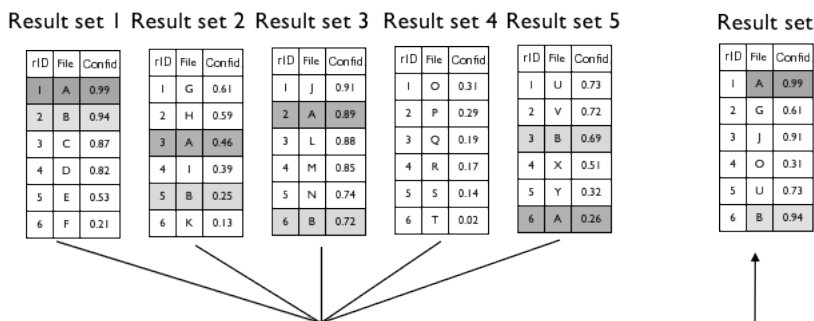 Result set 1 Result set 2 Result set 3 Result set 4 Result set 5 Result set
rID File Confid. rID File Confid. rID File Confid. rID File Confid. rID File Confid. rID File Confid.
1 A 0.99 1 G 0.61 1 J 0.91 1 O 0.31 1 U 0.73 1 A 0.99
2 B 0.94 2 H 0.59 2 A 0.89 2 P 0.29 2 V 0.72 2 G 0.61
3 C 0.87 3 A 0.46 3 L 0.88 3 Q 0.19 3 B 0.69 3 J 0.91
4 D 0.82 4 I 0.39 4 M 0.85 4 R 0.17 4 X 0.51 4 O 0.31
5 E 0.53 5 B 0.25 5 N 0.74 5 S 0.14 5 Y 0.32 5 U 0.73
6 F 0.21 6 K 0.13 6 B 0.72 6 T 0.02 6 A 0.26 6 B 0.94